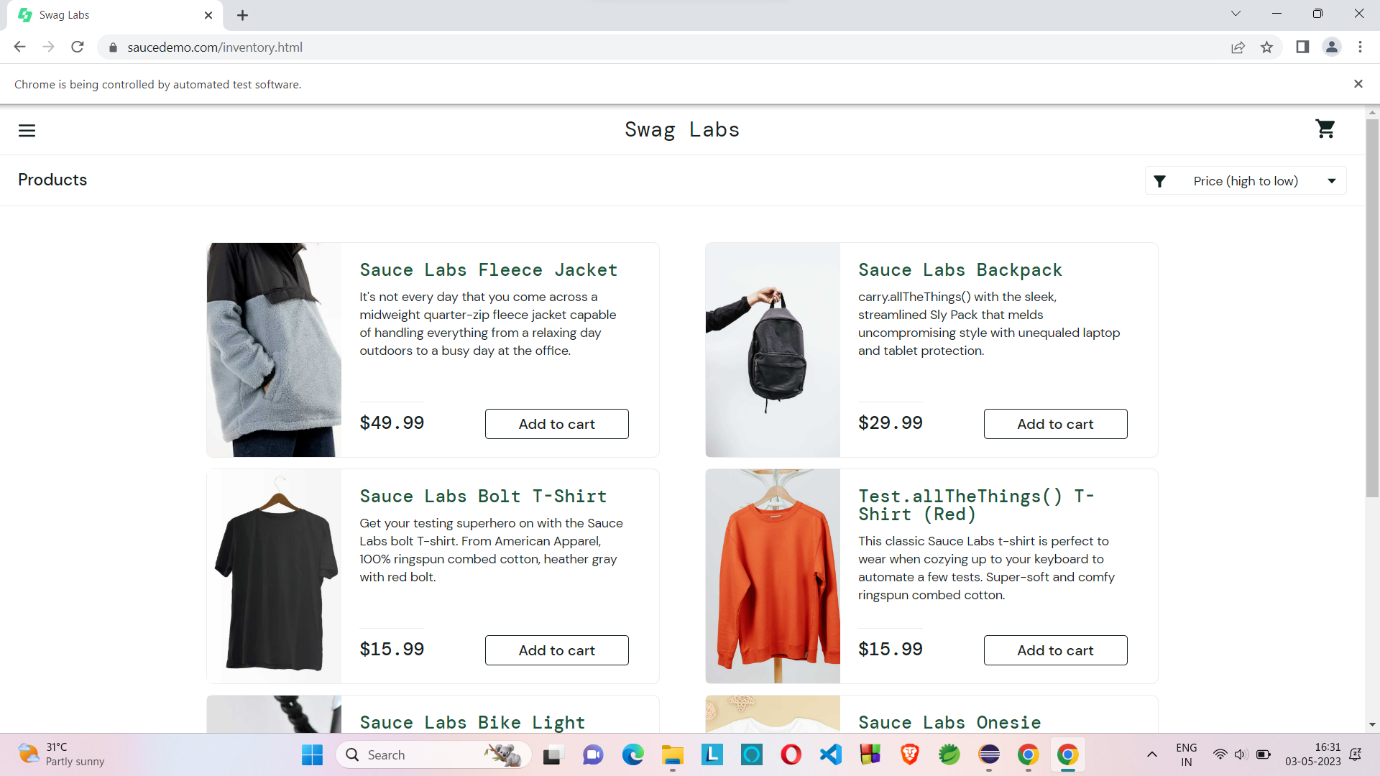 Swag Labs
saucedemo.com/inventory.html
Chrome is being controlled by automated test software.
Swag Labs
Products
Price (high to low)
Sauce Labs Fleece Jacket
It's not every day that you come across a
midweight quarter-zip fleece jacket capable
of handling everything from a relaxing day
outdoors to a busy day at the office.
$49.99
Add to cart
Sauce Labs Backpack
carry.allTheThings() with the sleek,
streamlined Sly Pack that melds
uncompromising style with unequaled laptop
and tablet protection.
$29.99
Add to cart
Sauce Labs Bolt T-Shirt
Get your testing superhero on with the Sauce
Labs bolt T-shirt. From American Apparel,
100% ringspun combed cotton, heather gray
with red bolt.
$15.99
Add to cart
Test.allTheThings() T-
Shirt (Red)
This classic Sauce Labs t-shirt is perfect to
wear when cozying up to your keyboard to
automate a few tests. Super-soft and comfy
ringspun combed cotton.
$15.99
Add to cart
Sauce Labs Bike Light
Sauce Labs Onesie
31°C
Partly sunny
Search
L
ENG
IN
16:31
03-05-2023